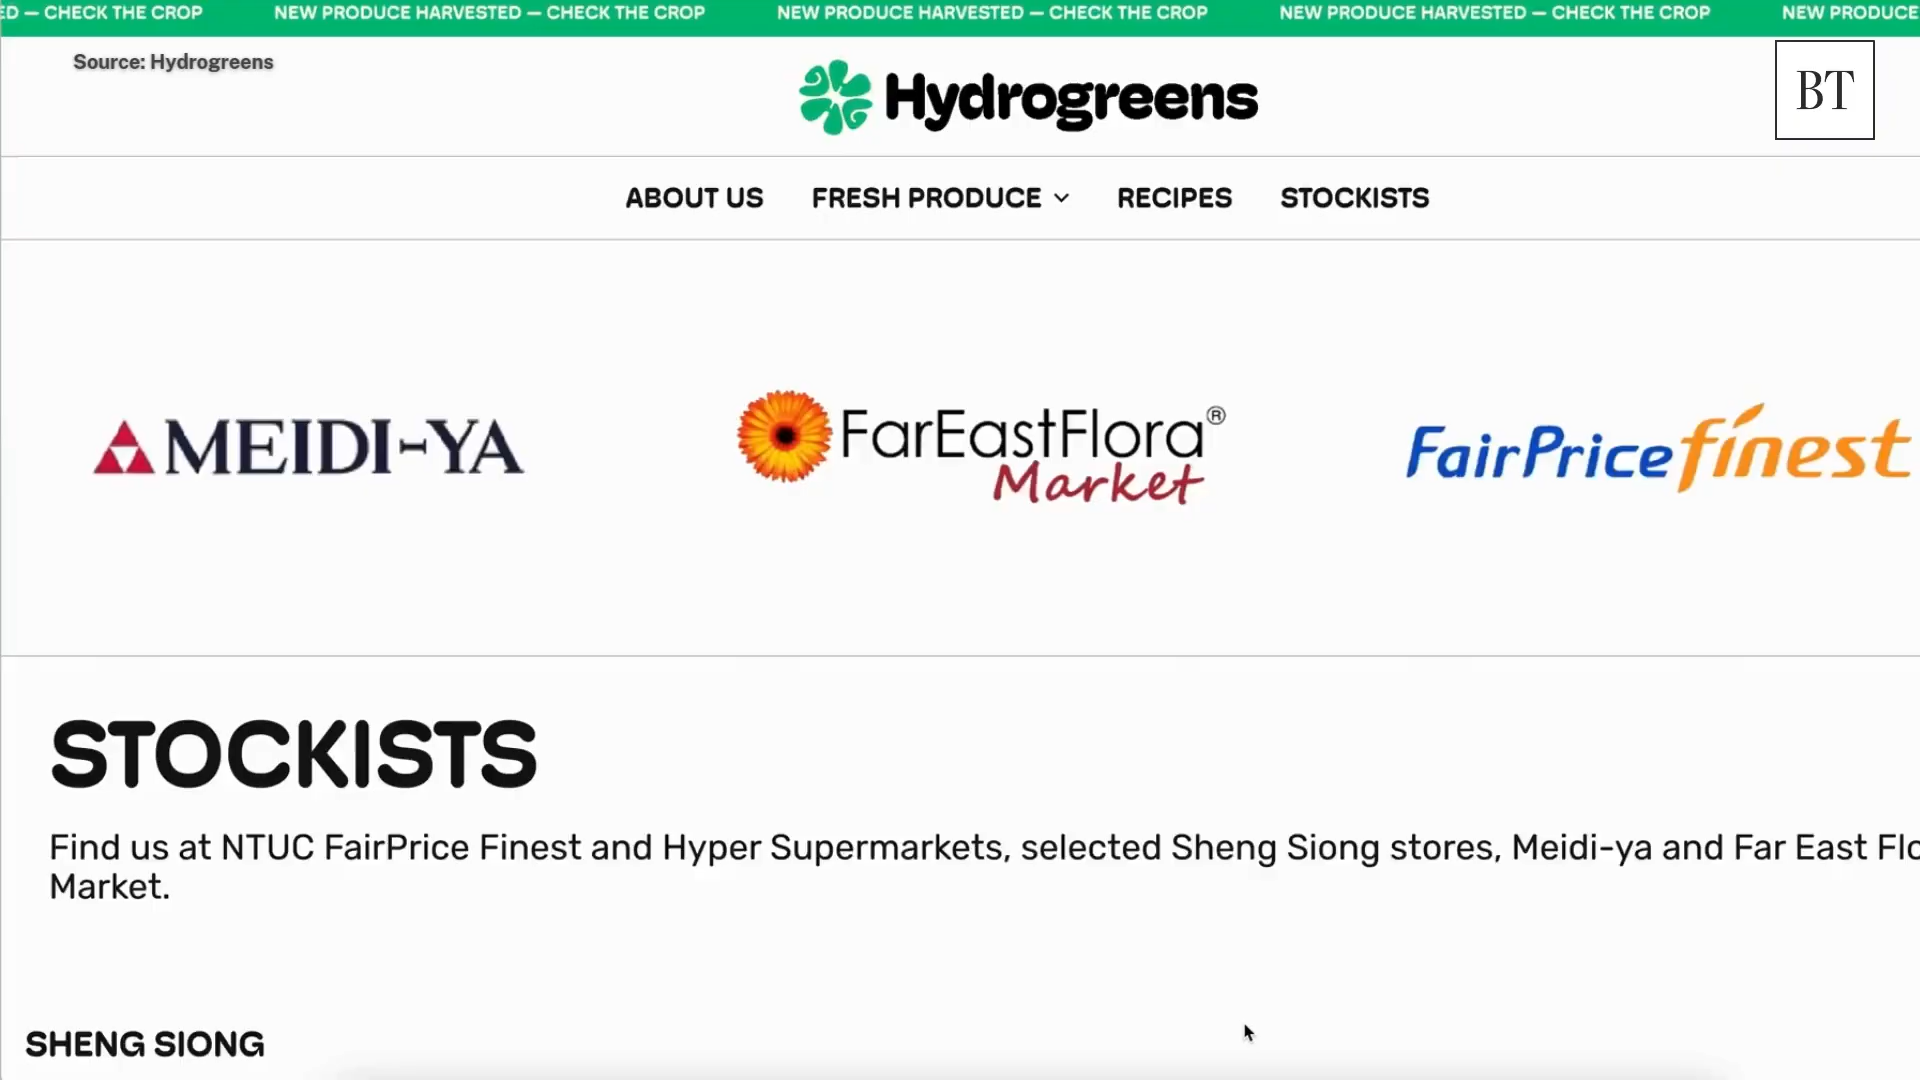 ED — CHECK THE CROP NEW PRODUCE HARVESTED — CHECK THE CROP NEW PRODUCE HARVESTED — CHECK THE CROP NEW PRODUCE HARVESTED — CHECK THE CROP NEW PRODUCE
Source: Hydrogreens
Hydrogreens
BT
ABOUT US FRESH PRODUCE RECIPES STOCKISTS
MEIDI-YA
FarEastFlora®
Market
FairPrice finest
STOCKISTS
Find us at NTUC FairPrice Finest and Hyper Supermarkets, selected Sheng Siong stores, Meidi-ya and Far East Flo
Market.
SHENG SIONG